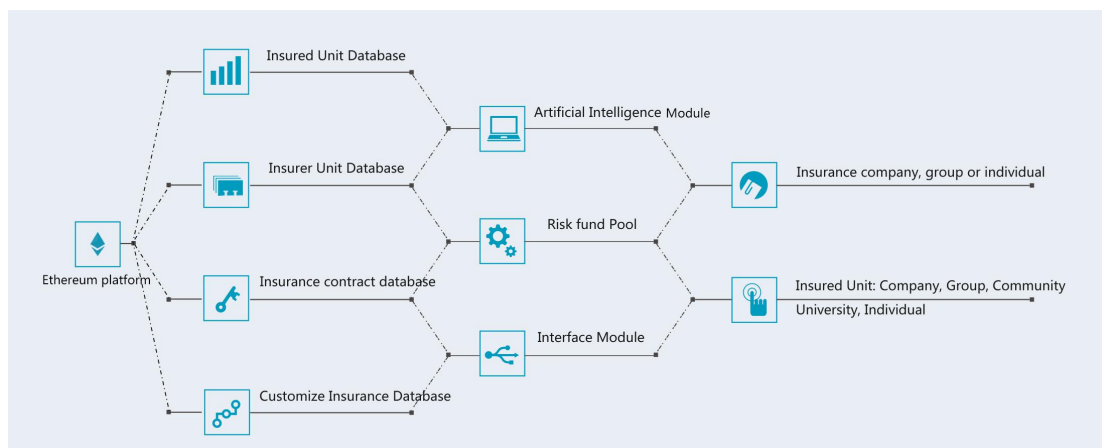 Insured Unit Database
Artificial Intelligence Module
Insurer Unit Database
Insurance company, group or individual
Risk fund Pool
Ethereum platform
Insurance contract database
Insured Unit: Company, Group, Community
University, Individual
Interface Module
Customize Insurance Database